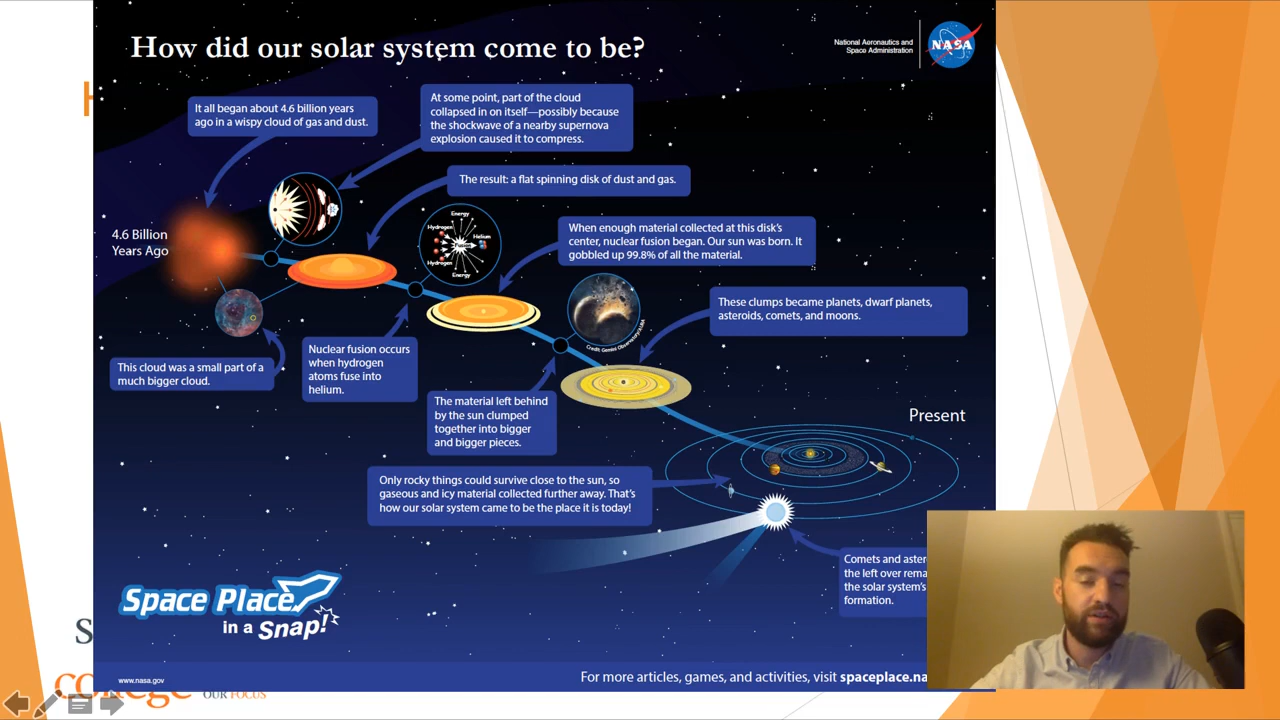 How did our solar system come to be?
National Aeronautics and
Space Administration
NASA
H
It all began about 4.6 billion years
ago in a wispy cloud of gas and dust.
At some point, part of the cloud
collapsed in on itself—possibly because
the shockwave of a nearby supernova
explosion caused it to compress.
The result: a flat spinning disk of dust and gas.
4.6 Billion
Years Ago
Energy
Hydrogen
Helium
Hydrogen
Energy
When enough material collected at this disk's
center, nuclear fusion began. Our sun was born. It
gobbled up 99.8% of all the material.
These clumps became planets, dwarf planets,
asteroids, comets, and moons.
Credit: Gemini Observatory/AURA
This cloud was a small part of a
much bigger cloud.
Nuclear fusion occurs
when hydrogen
atoms fuse into
helium.
The material left behind
by the sun clumped
together into bigger
and bigger pieces.
Present
Only rocky things could survive close to the sun, so
gaseous and icy material collected further away. That's
how our solar system came to be the place it is today!
Comets and aster
the left over rema
the solar system's
formation.
Space Place
in a Snap!
S
www.nasa.gov
For more articles, games, and activities, visit spaceplace.na
college
OUR FOCUS